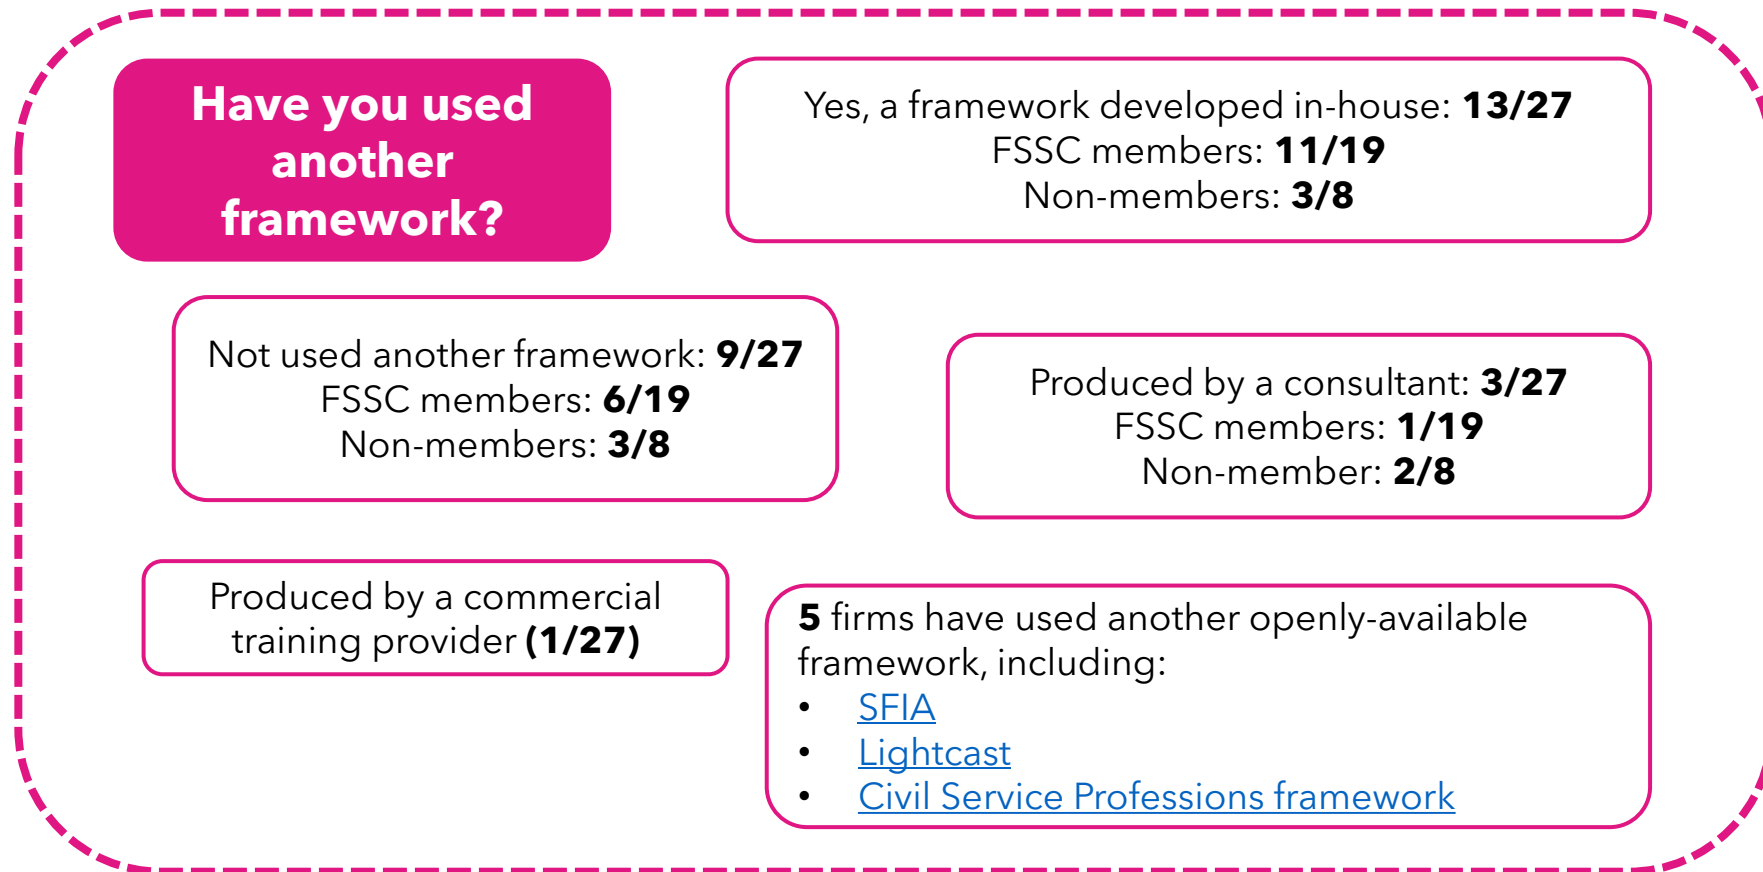 Have you used
another
framework?
Yes, a framework developed in-house: 13/27
FSSC members: 11/19
Non-members: 3/8
Not used another framework: 9/27
FSSC members: 6/19
Non-members: 3/8
Produced by a consultant: 3/27
FSSC members: 1/19
Non-member: 2/8
Produced by a commercial
training provider (1/27)
5 firms have used another openly-available
framework, including:
• SFIA
• Lightcast
• Civil Service Professions framework